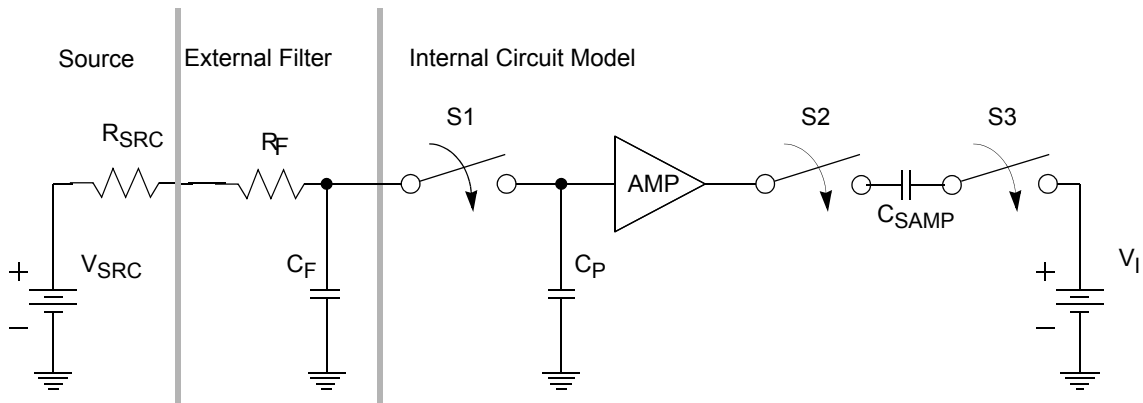 Source
External Filter
Internal Circuit Model
RSRC
RF
S1
S2
S3
AMP
CSAMP
+
VSRC
−
CF
CP
+
VI
−